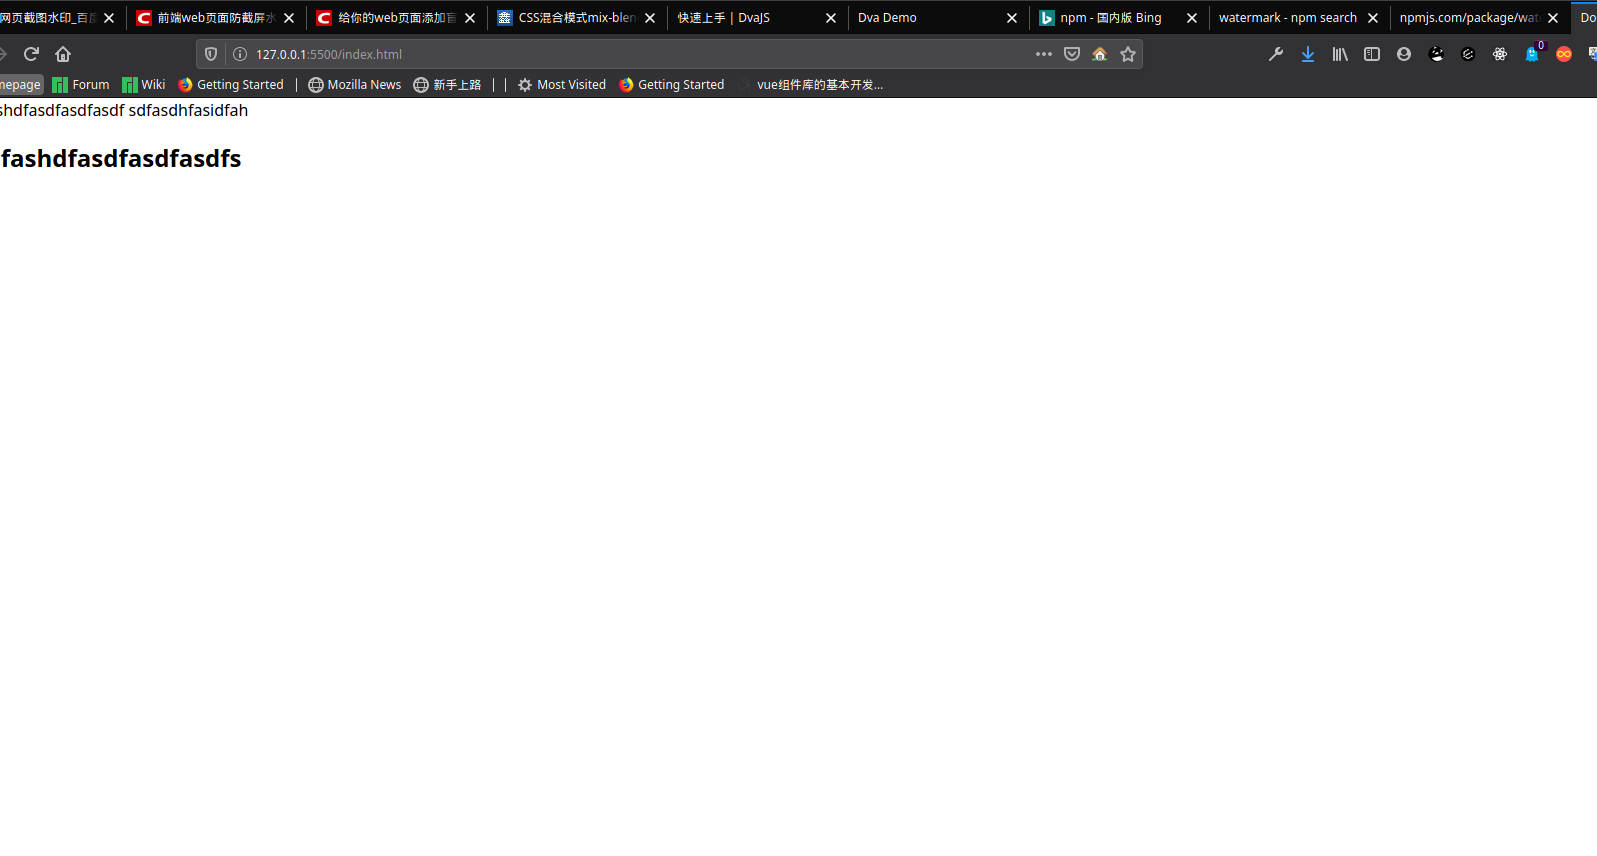 网页截图水印_百度 前端web页面防截屏水 给你的web页面添加盲 CSS混合模式mix-blen 快速上手 | DvaJS Dva Demo npm - 国内版 Bing watermark - npm search npmjs.com/package/wat Do
127.0.0.1:5500/index.html 0
mepage Forum Wiki Getting Started | Mozilla News 新手上路 | | Most Visited Getting Started vue组件库的基本开发...
shdfasdfasdfasdf sdfasdhfasidfah
fashdfasdfasdfasdfs